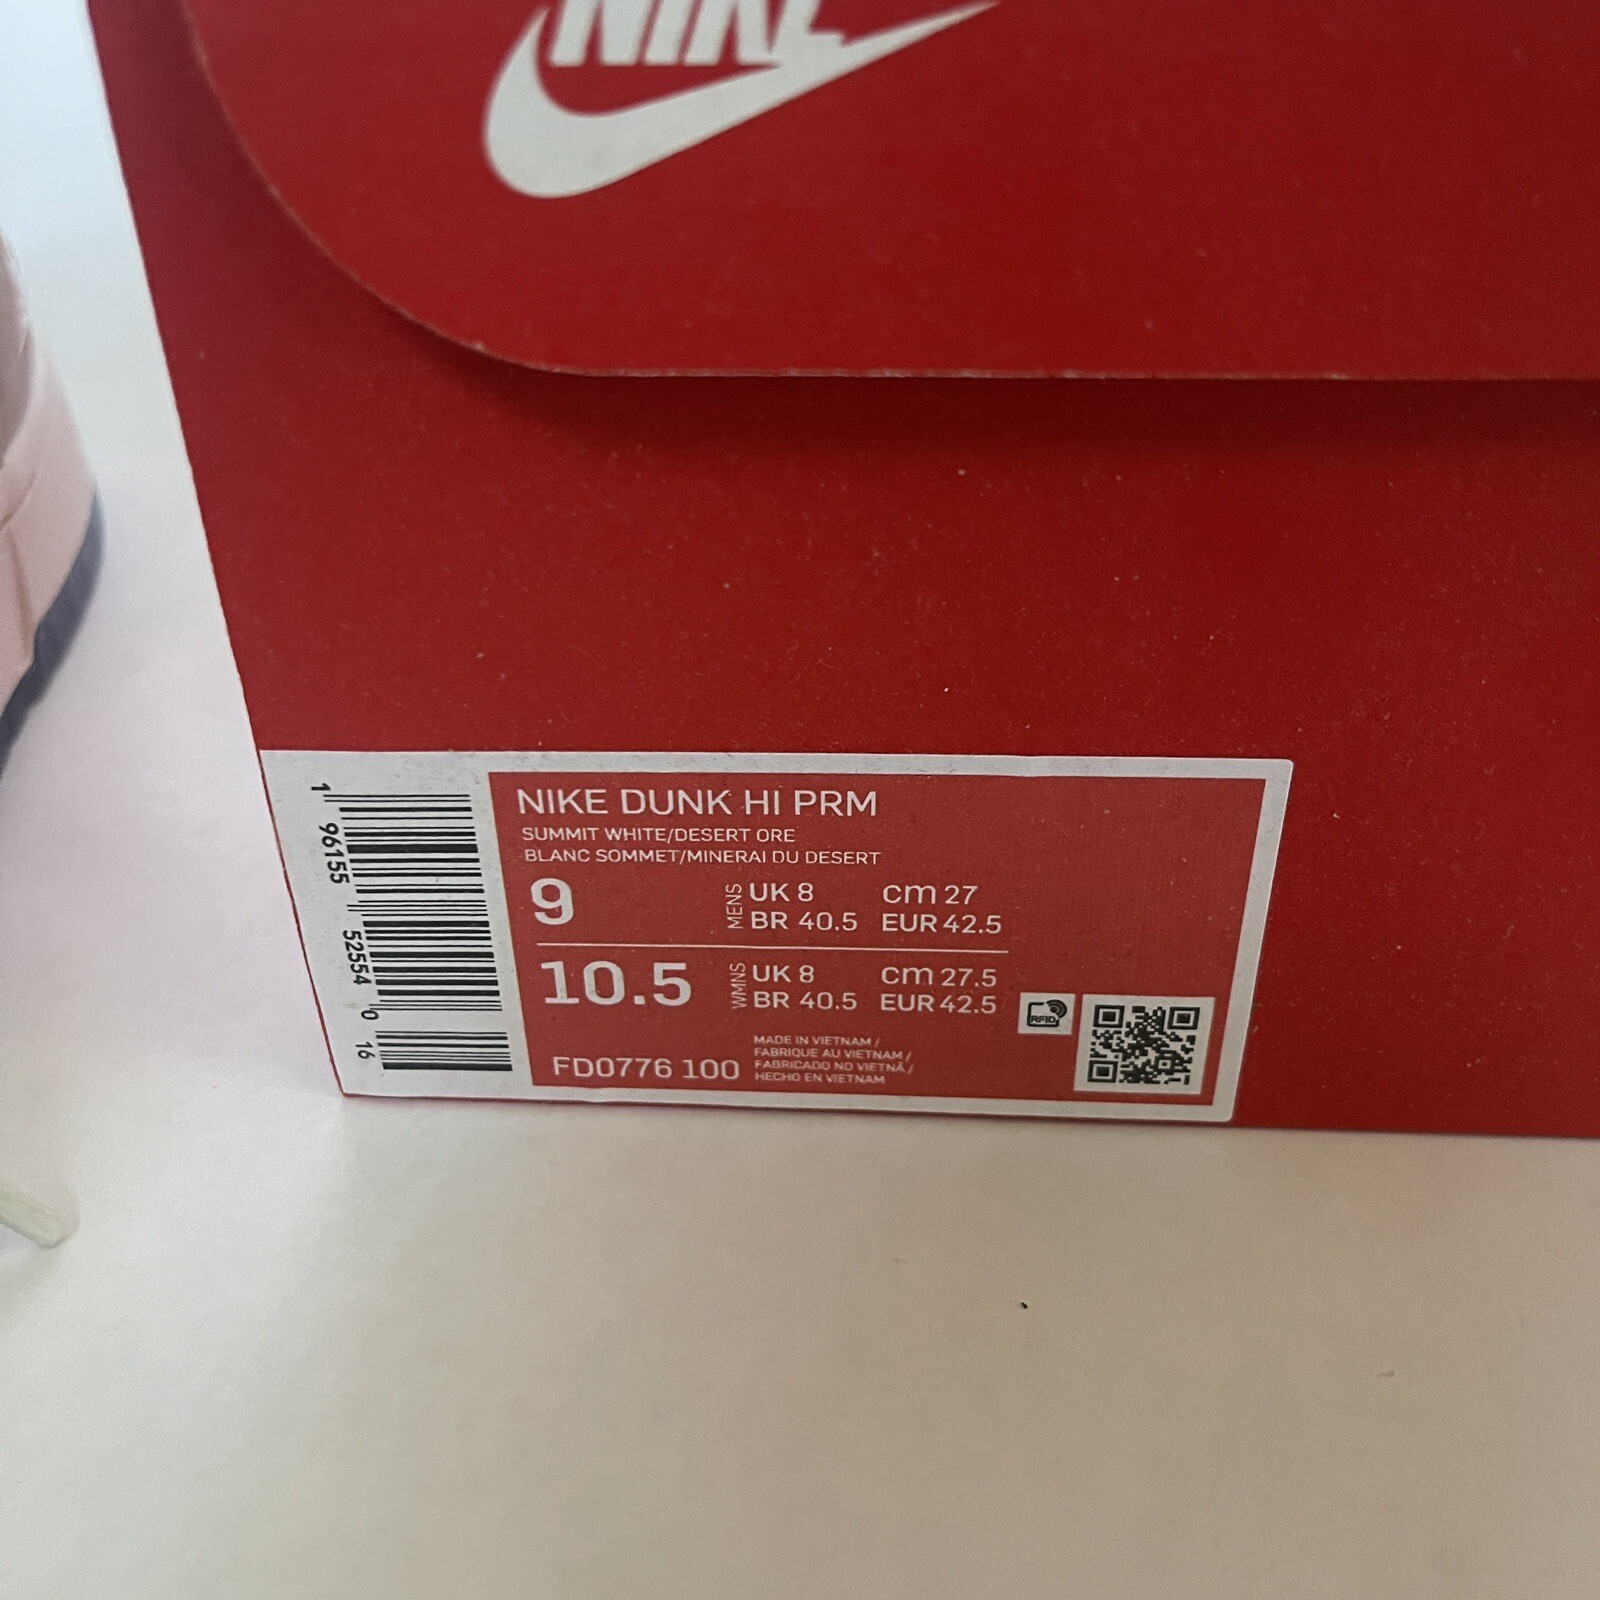 NIKE
NIKE DUNK HI PRM
SUMMIT WHITE/DESERT ORE
BLANC SOMMET/MINERAI DU DESERT
9 MENS UK 8 cm 27
BR 40.5 EUR 42.5
10.5 WMNS UK 8 cm 27.5
BR 40.5 EUR 42.5
RFID
FD0776 100
MADE IN VIETNAM /
FABRIQUE AU VIETNAM /
FABRICADO NO VIETNÃ /
HECHO EN VIETNAM
1 96155 52554 0 16